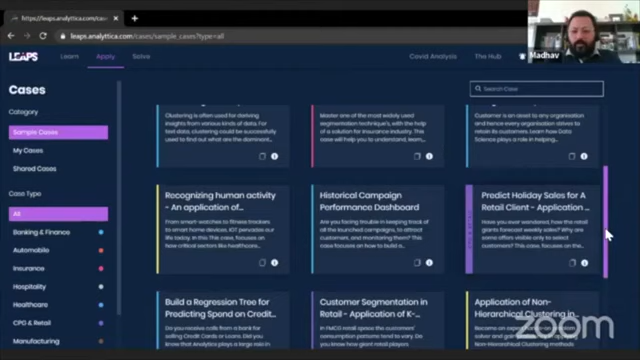 https://leaps.analyttica.com/cas
leaps.analyttica.com/cases/sample_cases?type=all
LEAPS
Learn
Apply
Solve
Covid Analysis
The Hub
Madhav
Cases
Search Case
Category
Sample Cases
My Cases
Shared Cases
Case Type
All
Banking & Finance
Automobile
Insurance
Hospitality
Healthcare
CPG & Retail
Manufacturing
Clustering is often used for deriving
insights from various kinds of data. For
text data, clustering could be successfully
used to find out what are the dominant...
Master one of the most widely used
segmentation technique's, with the help
of a solution for insurance industry. This
case will help you to understand, learn...
Customer is an asset to any organisation
and hence every organisation strives to
retain its customers. Learn how Data
Science plays a role in helping...
Recognizing human activity
- An application of...
From smart watches to fitness trackers
to smart home devices, IOT pervades our
life today. In this This case, focuses on
how critical sectors like healthcare...
Historical Campaign
Performance Dashboard
Are you facing trouble in keeping track of
all the launched campaigns, to attract
customers, and monitoring them? This
case focuses on how to build a...
Predict Holiday Sales for A
Retail Client - Application ...
Have you ever wondered, how the retail
giants forecast weekly sales? Why are
some offers visible only to select
customers? This case, focuses on the...
Build a Regression Tree for
Predicting Spend on Credit...
Do you receive calls from a bank for
selling Credit Cards or Loans. Did you
know that Analytics plays a large role in
Customer Segmentation in
Retail - Application of K-...
In FMCG retail space the customers'
consumption patterns tend to vary. Do
you know how giant retail players
Application of Non-
Hierarchical Clustering in
zoom